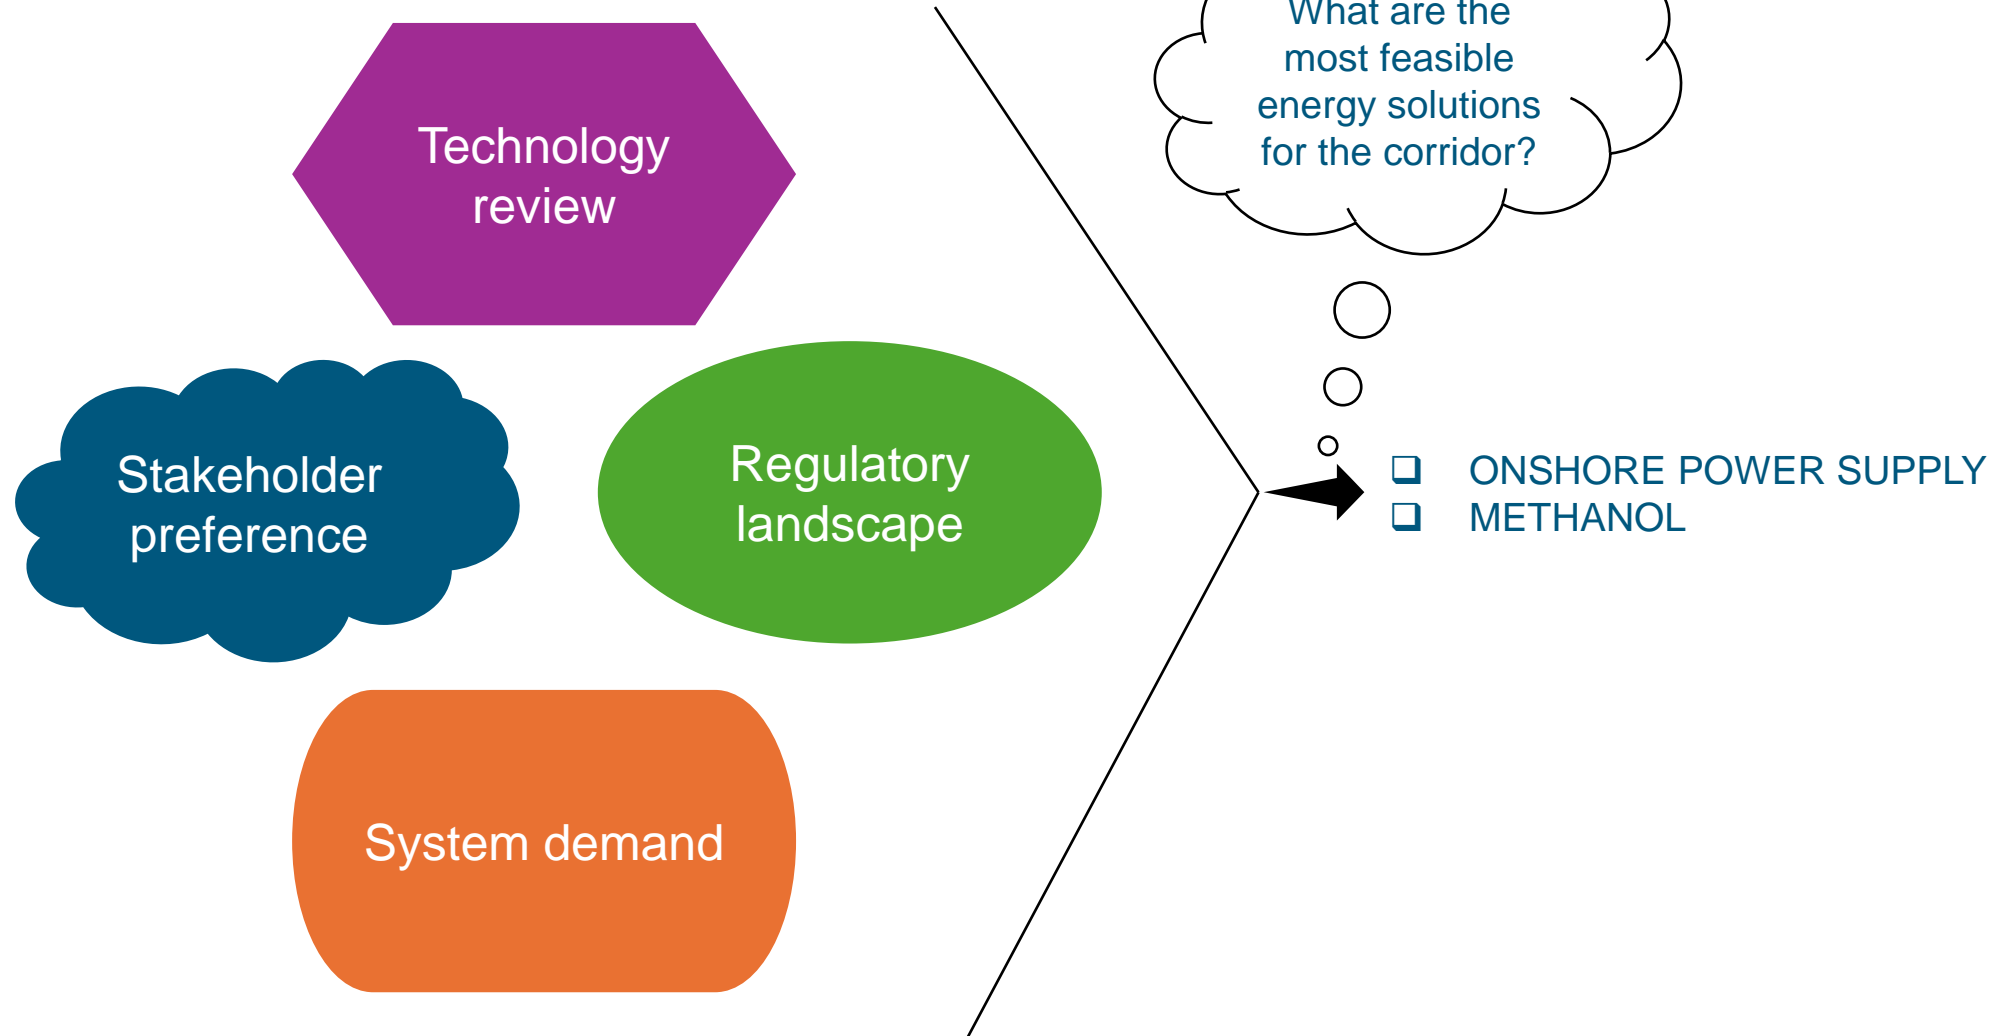 Technology
review
Stakeholder
preference
Regulatory
landscape
System demand
What are the
most feasible
energy solutions
for the corridor?
ONSHORE POWER SUPPLY
METHANOL